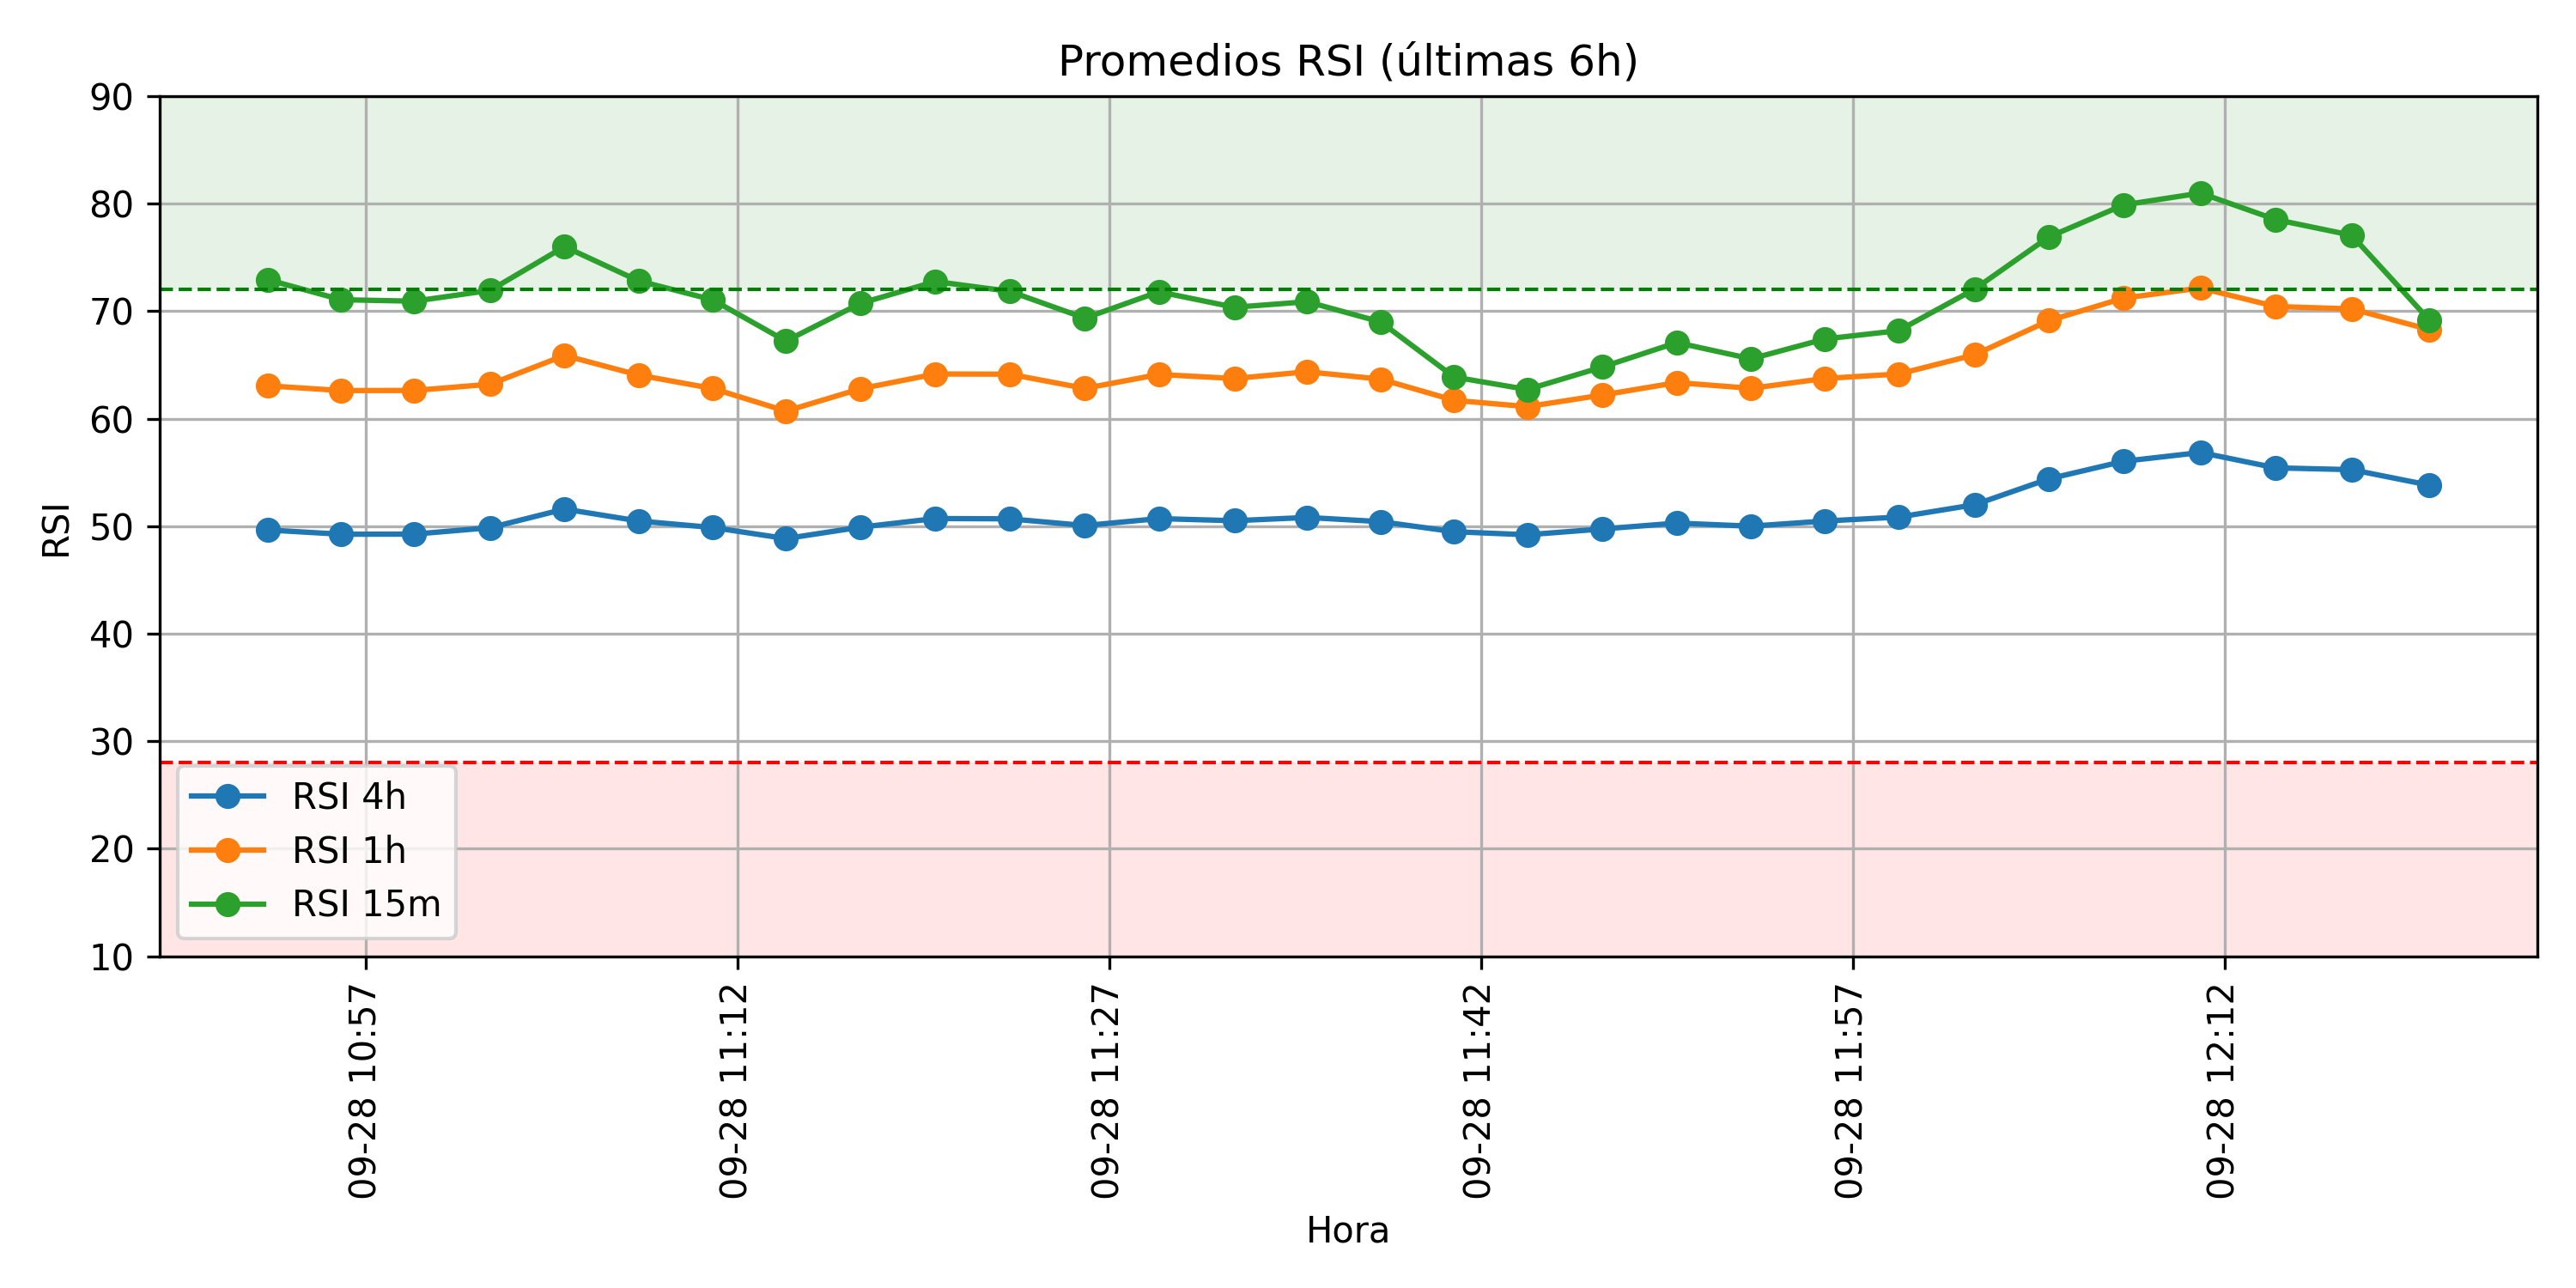 Promedios RSI (últimas 6h)
RSI
90
80
70
60
50
40
30
20
10
RSI 4h
RSI 1h
RSI 15m
09-28 10:57
09-28 11:12
09-28 11:27
09-28 11:42
09-28 11:57
09-28 12:12
Hora